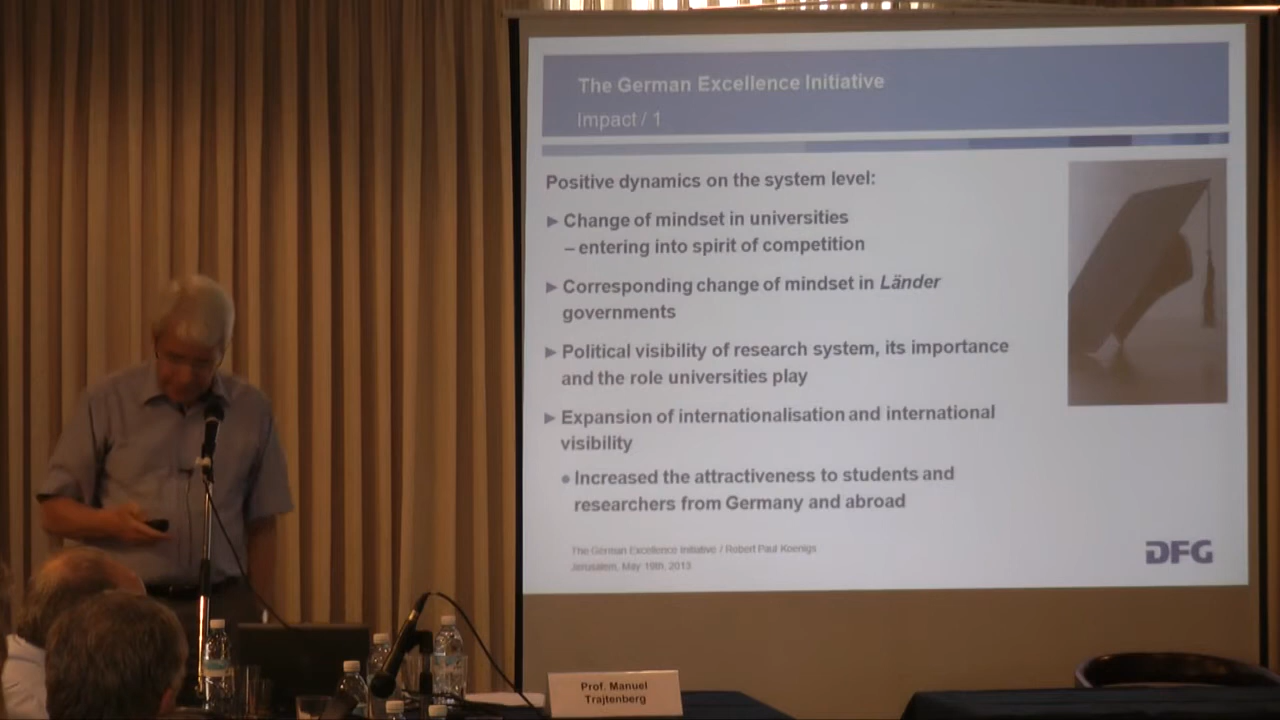 The German Excellence Initiative
Impact / 1
Positive dynamics on the system level:
► Change of mindset in universities
– entering into spirit of competition
► Corresponding change of mindset in Länder
governments
► Political visibility of research system, its importance
and the role universities play
► Expansion of internationalisation and international
visibility
● Increased the attractiveness to students and
researchers from Germany and abroad
The German Excellence Initiative / Robert Paul Koenigs
Jerusalem, May 19th, 2013
DFG
Prof. Manuel
Trajtenberg